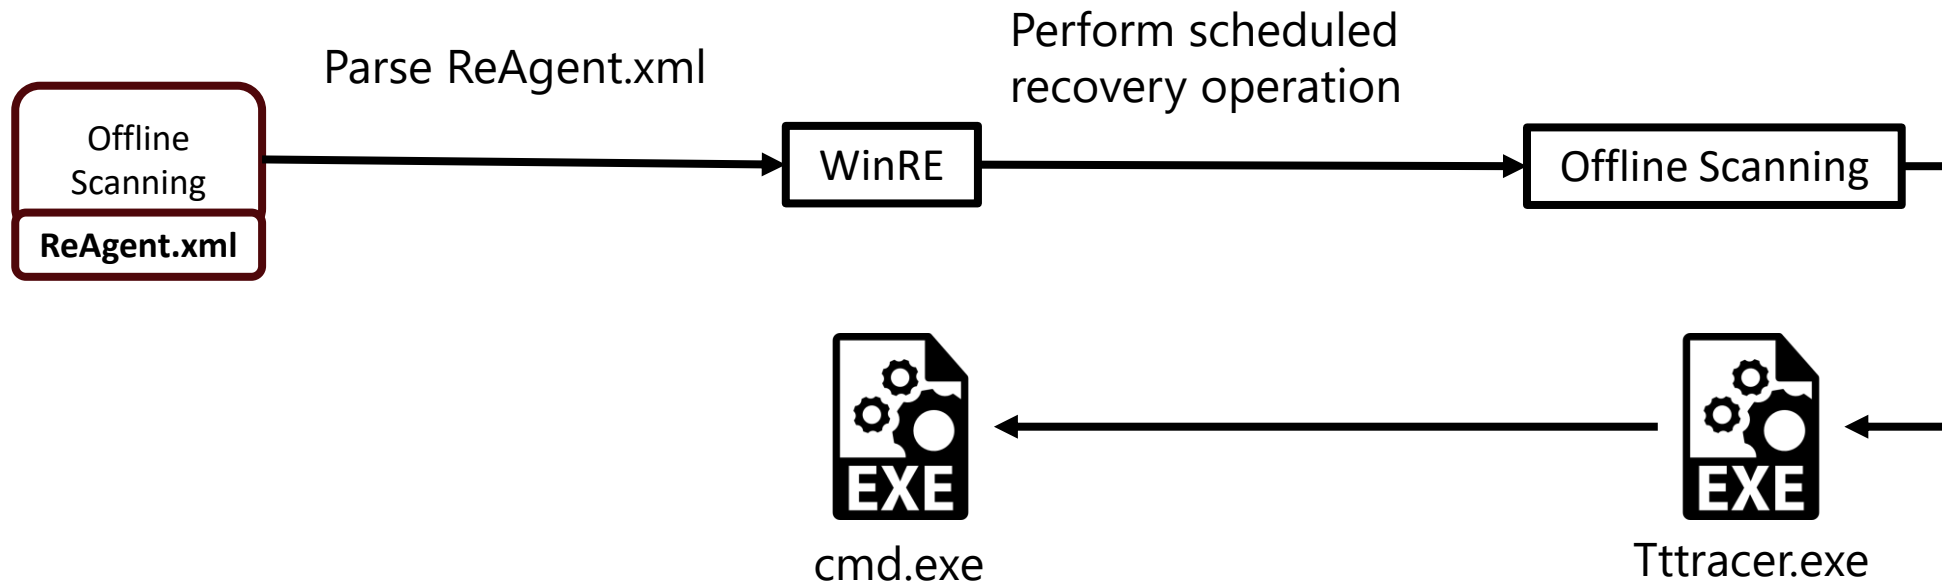 Perform scheduled
recovery operation
Parse ReAgent.xml
Offline
Scanning
ReAgent.xml
WinRE
Offline Scanning
EXE
cmd.exe
EXE
Tttracer.exe